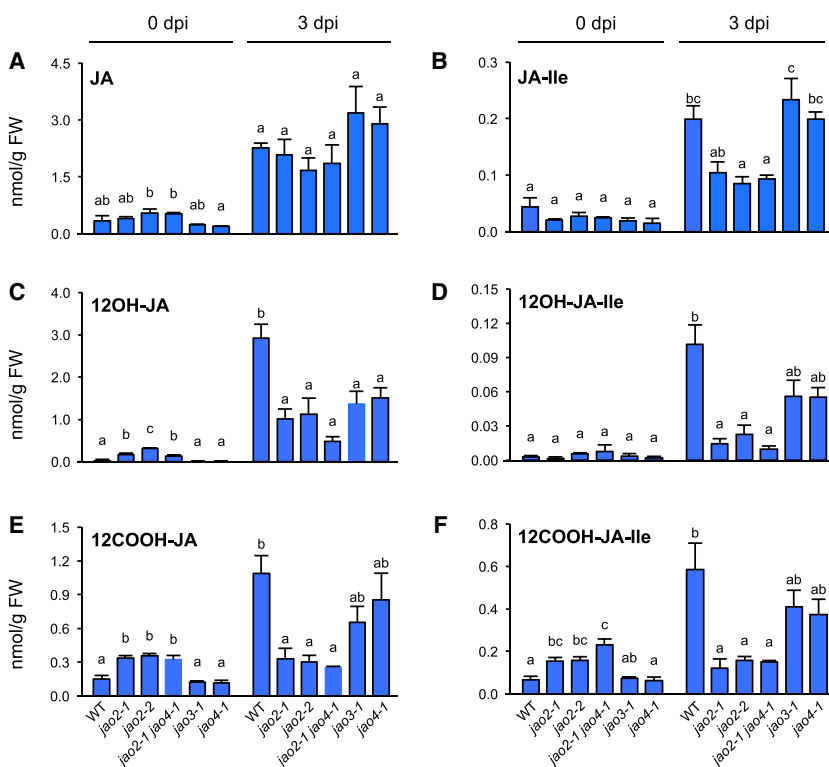 0 dpi 3 dpi 0 dpi 3 dpi
A JA
nmol/g FW
4.5
3.0
1.5
0.0
ab ab b b ab a a a a a a a
B JA-Ile
0.3
0.2
0.1
0.0
a a a a a a bc ab a a c bc
C 12OH-JA
nmol/g FW
4.0
3.0
2.0
1.0
0.0
a b c b a a b a a a a a
D 12OH-JA-Ile
0.15
0.12
0.09
0.06
0.03
0.00
a a a a a a b a a a ab ab
E 12COOH-JA
nmol/g FW
1.5
1.2
0.9
0.6
0.3
0.0
a b b b a a b a a a ab ab
WT jao2-1 jao2-2 jao2-1 jao4-1 jao3-1 jao4-1 WT jao2-1 jao2-2 jao2-1 jao4-1 jao3-1 jao4-1
F 12COOH-JA-Ile
0.8
0.6
0.4
0.2
0.0
a bc bc c ab a b a a a ab ab
WT jao2-1 jao2-2 jao2-1 jao4-1 jao3-1 jao4-1 WT jao2-1 jao2-2 jao2-1 jao4-1 jao3-1 jao4-1